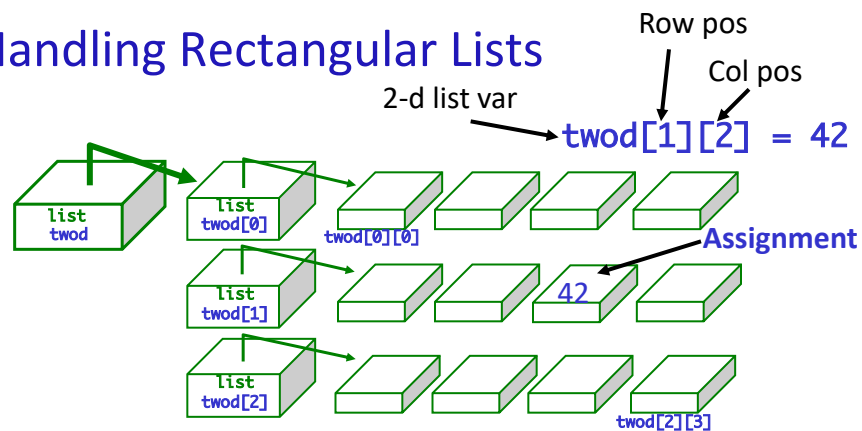 Handling Rectangular Lists
Row pos
Col pos
2-d list var
twod[1][2] = 42
list
twod
list
twod[0]
twod[0][0]
Assignment
list
twod[1]
42
list
twod[2]
twod[2][3]